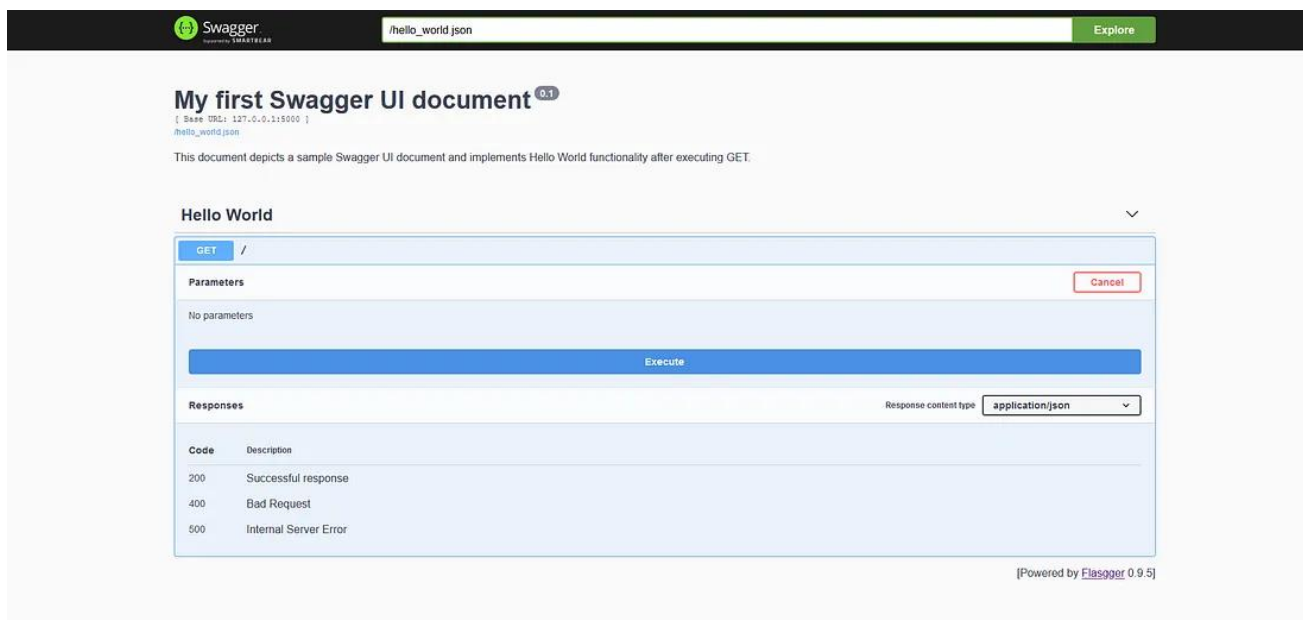 Swagger
Supported by SMARTBEAR
/hello_world json
Explore
My first Swagger UI document 0.1
[ Base URL: 127.0.0.1:5000 ]
/hello_world.json
This document depicts a sample Swagger UI document and implements Hello World functionality after executing GET.
Hello World
GET /
Parameters
Cancel
No parameters
Execute
Responses
Response content type application/json
Code Description
200 Successful response
400 Bad Request
500 Internal Server Error
[Powered by Flasgger 0.9.5]